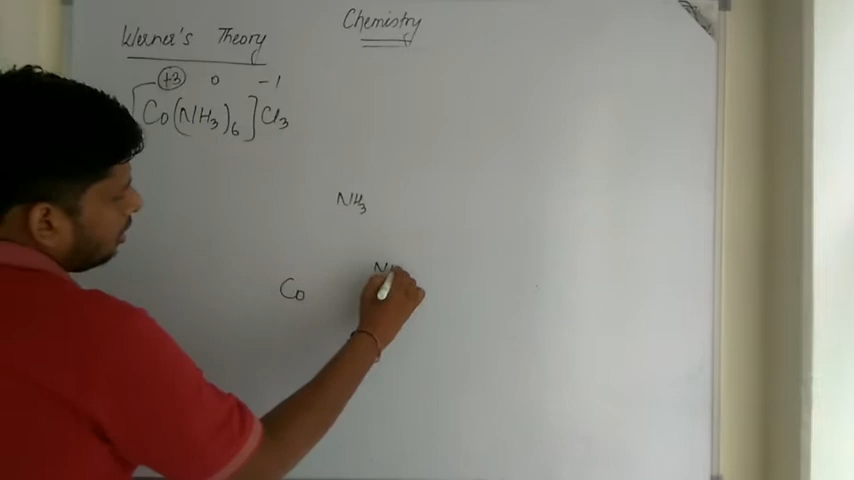 Chemistry
Werner's Theory
+3 0 -1
[Co(NH3)6]Cl3
NH3
N
Co